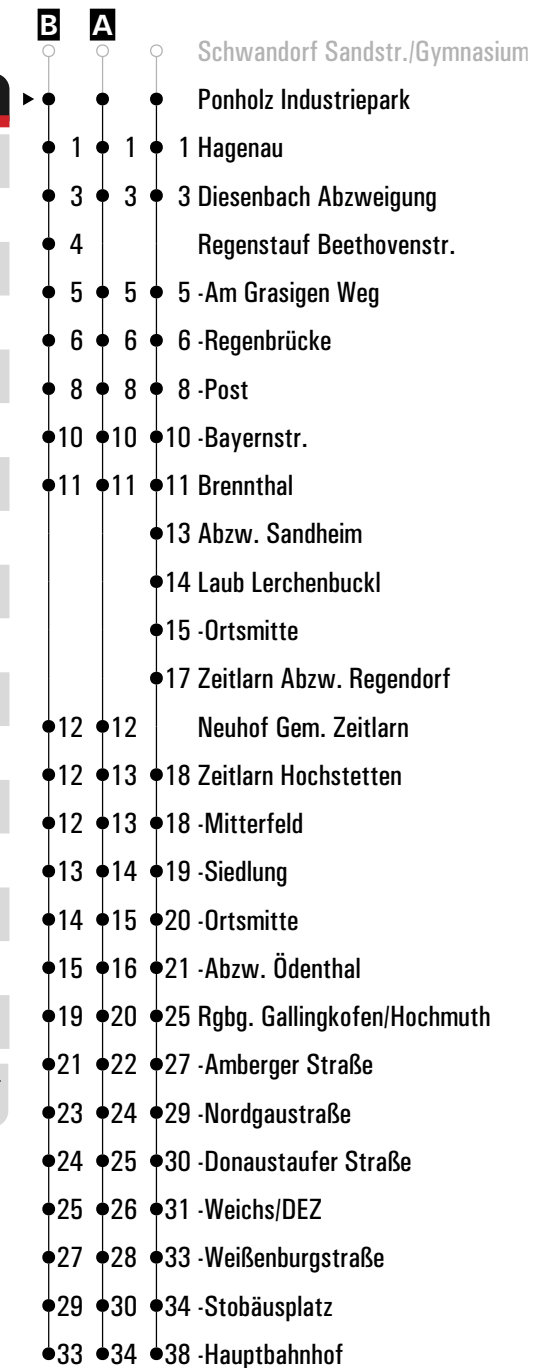 B A
Schwandorf Sandstr./Gymnasium
Ponholz Industriepark
1 1 1 Hagenau
3 3 3 Diesenbach Abzweigung
4 Regenstauf Beethovenstr.
5 5 5 -Am Grasigen Weg
6 6 6 -Regenbrücke
8 8 8 -Post
10 10 10 -Bayernstr.
11 11 11 Brennthal
13 Abzw. Sandheim
14 Laub Lerchenbuckl
15 -Ortsmitte
17 Zeitlarn Abzw. Regendorf
12 12 Neuhof Gem. Zeitlarn
12 13 18 Zeitlarn Hochstetten
12 13 18 -Mitterfeld
13 14 19 -Siedlung
14 15 20 -Ortsmitte
15 16 21 -Abzw. Ödenthal
19 20 25 Rgbg. Gallingkofen/Hochmuth
21 22 27 -Amberger Straße
23 24 29 -Nordgaustraße
24 25 30 -Donaustaufer Straße
25 26 31 -Weichs/DEZ
27 28 33 -Weißenburgstraße
29 30 34 -Stobäusplatz
33 34 38 -Hauptbahnhof